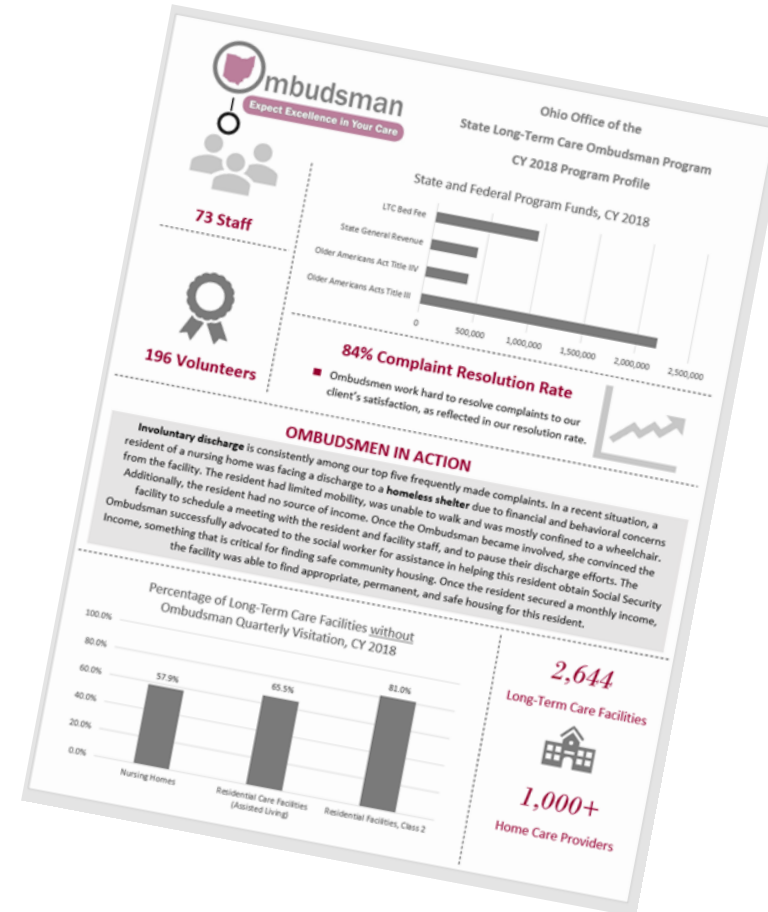 Ombudsman
Expect Excellence in Your Care
Ohio Office of the
State Long-Term Care Ombudsman Program
CY 2018 Program Profile
73 Staff
196 Volunteers
State and Federal Program Funds, CY 2018
LTC Bed Fee
State General Revenue
Older Americans Act Title IIV
Older Americans Acts Title III
0
500,000
1,000,000
1,500,000
2,000,000
2,500,000
84% Complaint Resolution Rate
Ombudsmen work hard to resolve complaints to our
client's satisfaction, as reflected in our resolution rate.
OMBUDSMEN IN ACTION
Involuntary discharge is consistently among our top five frequently made complaints. In a recent situation, a
resident of a nursing home was facing a discharge to a homeless shelter due to financial and behavioral concerns
from the facility. The resident had limited mobility, was unable to walk and was mostly confined to a wheelchair.
Additionally, the resident had no source of income. Once the Ombudsman became involved, she convinced the
facility to schedule a meeting with the resident and facility staff, and to pause their discharge efforts. The
Ombudsman successfully advocated to the social worker for assistance in helping this resident obtain Social Security
Income, something that is critical for finding safe community housing. Once the resident secured a monthly income,
the facility was able to find appropriate, permanent, and safe housing for this resident.
Percentage of Long-Term Care Facilities without
Ombudsman Quarterly Visitation, CY 2018
100.0%
80.0%
60.0%
40.0%
20.0%
0.0%
57.9%
65.5%
81.0%
Nursing Homes
Residential Care Facilities
(Assisted Living)
Residential Facilities, Class 2
2,644
Long-Term Care Facilities
1,000+
Home Care Providers